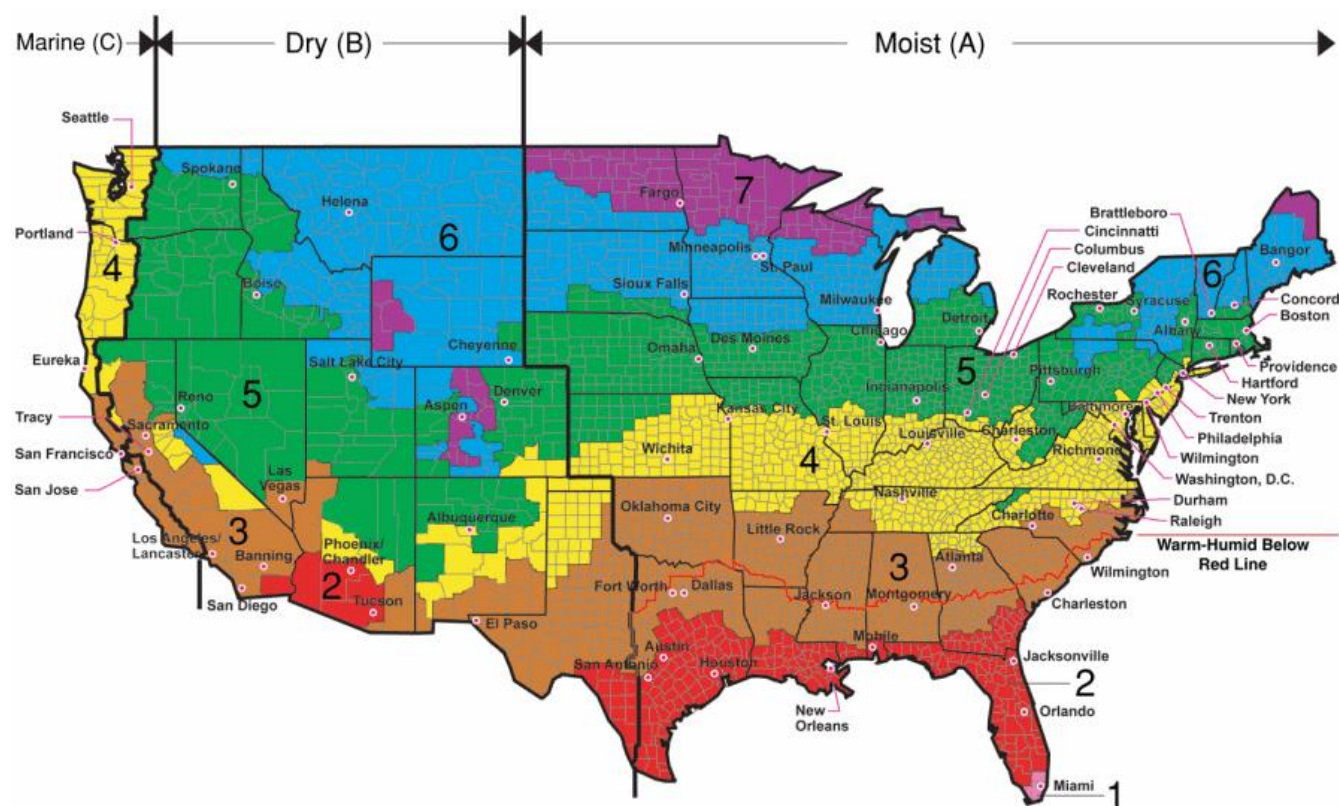 Marine (C)
Dry (B)
Moist (A)
Seattle
Spokane
Helena
Fargo
7
Portland
4
6
Minneapolis
St. Paul
Brattleboro
Cincinnatti
Columbus
Cleveland
6
Bangor
Boise
Sioux Falls
Milwaukee
Rochester
Syracuse
Concord
Boston
Albany
Chicago
Detroit
Eureka
Salt Lake City
Cheyenne
Omaha
Des Moines
Providence
Hartford
New York
Trenton
Philadelphia
Wilmington
Washington, D.C.
Reno
5
Aspen
Denver
Indianapolis
5
Pittsburgh
Baltimore
Tracy
Sacramento
San Francisco
San Jose
Kansas City
St. Louis
Louisville
Charleston
Richmond
Wichita
4
Las
Vegas
Nashville
Durham
Raleigh
Charlotte
Oklahoma City
Little Rock
Albuquerque
3
Los Angeles/
Lancaster
Banning
Phoenix/
Chandler
2
Tucson
San Diego
El Paso
Fort Worth
Dallas
Jackson
3
Atlanta
Montgomery
Warm-Humid Below
Red Line
Wilmington
Charleston
Austin
San Antonio
Houston
Mobile
New
Orleans
Jacksonville
2
Orlando
Miami
1